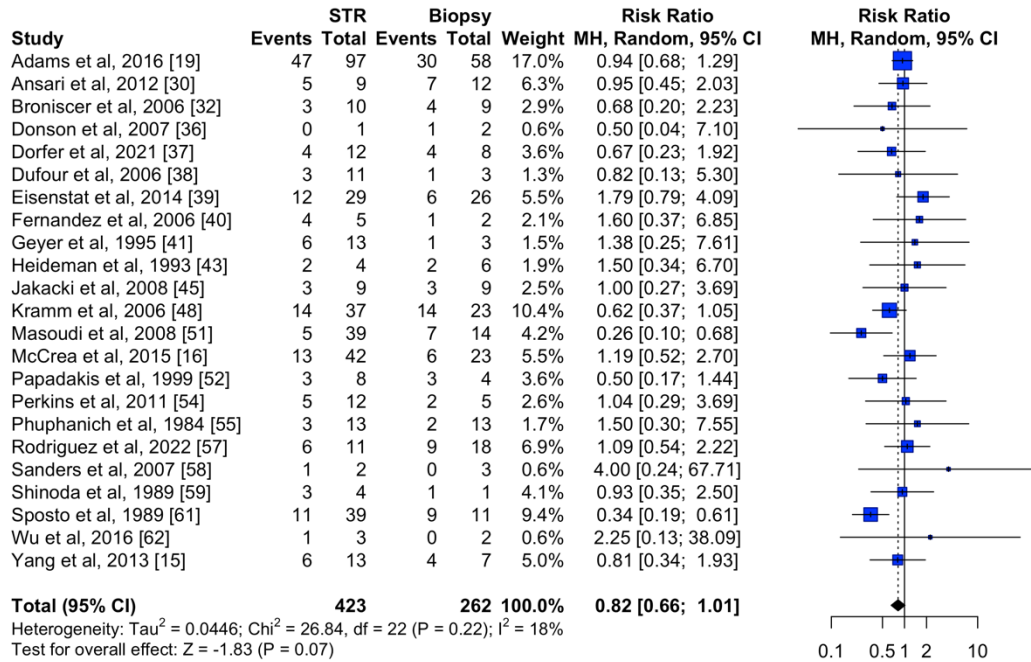 STR Biopsy Risk Ratio Risk Ratio
Study Events Total Events Total Weight MH, Random, 95% CI MH, Random, 95% CI
Adams et al, 2016 [19] 47 97 30 58 17.0% 0.94 [0.68; 1.29]
Ansari et al, 2012 [30] 5 9 7 12 6.3% 0.95 [0.45; 2.03]
Broniscer et al, 2006 [32] 3 10 4 9 2.9% 0.68 [0.20; 2.23]
Donson et al, 2007 [36] 0 1 1 2 0.6% 0.50 [0.04; 7.10]
Dorfer et al, 2021 [37] 4 12 4 8 3.6% 0.67 [0.23; 1.92]
Dufour et al, 2006 [38] 3 11 1 3 1.3% 0.82 [0.13; 5.30]
Eisenstat et al, 2014 [39] 12 29 6 26 5.5% 1.79 [0.79; 4.09]
Fernandez et al, 2006 [40] 4 5 1 2 2.1% 1.60 [0.37; 6.85]
Geyer et al, 1995 [41] 6 13 1 3 1.5% 1.38 [0.25; 7.61]
Heideman et al, 1993 [43] 2 4 2 6 1.9% 1.50 [0.34; 6.70]
Jakacki et al, 2008 [45] 3 9 3 9 2.5% 1.00 [0.27; 3.69]
Kramm et al, 2006 [48] 14 37 14 23 10.4% 0.62 [0.37; 1.05]
Masoudi et al, 2008 [51] 5 39 7 14 4.2% 0.26 [0.10; 0.68]
McCrea et al, 2015 [16] 13 42 6 23 5.5% 1.19 [0.52; 2.70]
Papadakis et al, 1999 [52] 3 8 3 4 3.6% 0.50 [0.17; 1.44]
Perkins et al, 2011 [54] 5 12 2 5 2.6% 1.04 [0.29; 3.69]
Phuphanich et al, 1984 [55] 3 13 2 13 1.7% 1.50 [0.30; 7.55]
Rodriguez et al, 2022 [57] 6 11 9 18 6.9% 1.09 [0.54; 2.22]
Sanders et al, 2007 [58] 1 2 0 3 0.6% 4.00 [0.24; 67.71]
Shinoda et al, 1989 [59] 3 4 1 1 4.1% 0.93 [0.35; 2.50]
Sposto et al, 1989 [61] 11 39 9 11 9.4% 0.34 [0.19; 0.61]
Wu et al, 2016 [62] 1 3 0 2 0.6% 2.25 [0.13; 38.09]
Yang et al, 2013 [15] 6 13 4 7 5.0% 0.81 [0.34; 1.93]
Total (95% CI) 423 262 100.0% 0.82 [0.66; 1.01]
Heterogeneity: Tau² = 0.0446; Chi² = 26.84, df = 22 (P = 0.22); I² = 18%
Test for overall effect: Z = -1.83 (P = 0.07)
0.1 0.5 1 2 10